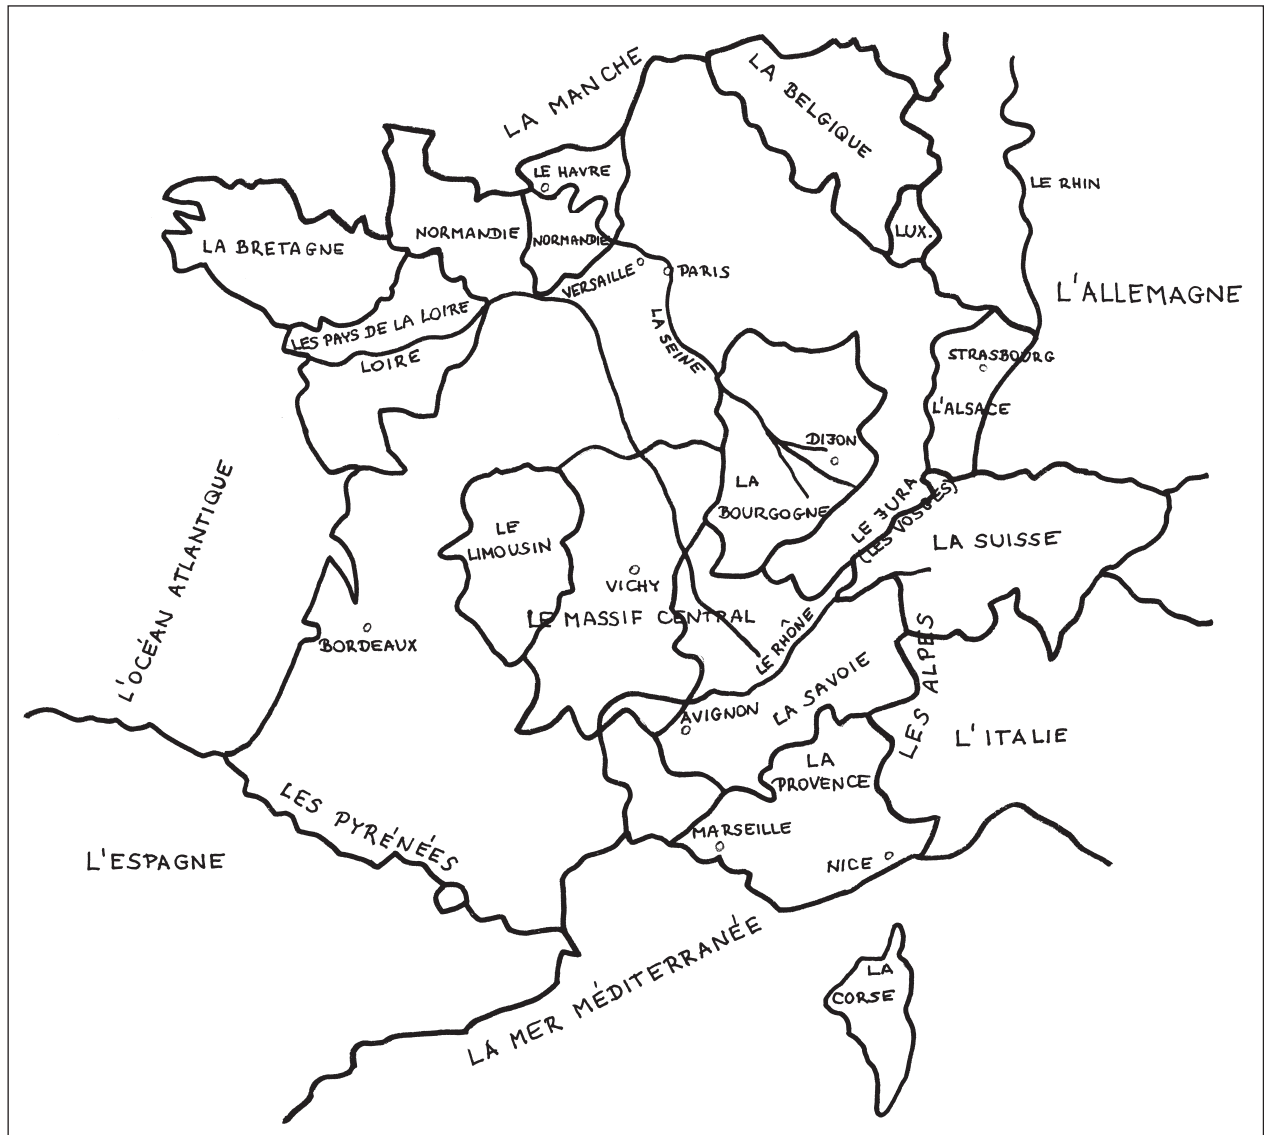 LA MANCHE
LA BELGIQUE
LE HAVRE
LE RHIN
LUX.
LA BRETAGNE
NORMANDIE
NORMANDIE
VERSAILLE
PARIS
L'ALLEMAGNE
LES PAYS DE LA LOIRE
LOIRE
LA SEINE
STRASBOURG
L'ALSACE
DIJON
LA
BOURGOGNE
LE JURA
(LES VOSGES)
LA SUISSE
L'OCÉAN ATLANTIQUE
LE
LIMOUSIN
VICHY
LE MASSIF CENTRAL
BORDEAUX
LE RHÔNE
LA SAVOIE
LES ALPES
AVIGNON
L'ITALIE
LA
PROVENCE
LES PYRÉNÉES
MARSEILLE
L'ESPAGNE
NICE
LA MER MÉDITERRANÉE
LA
CORSE